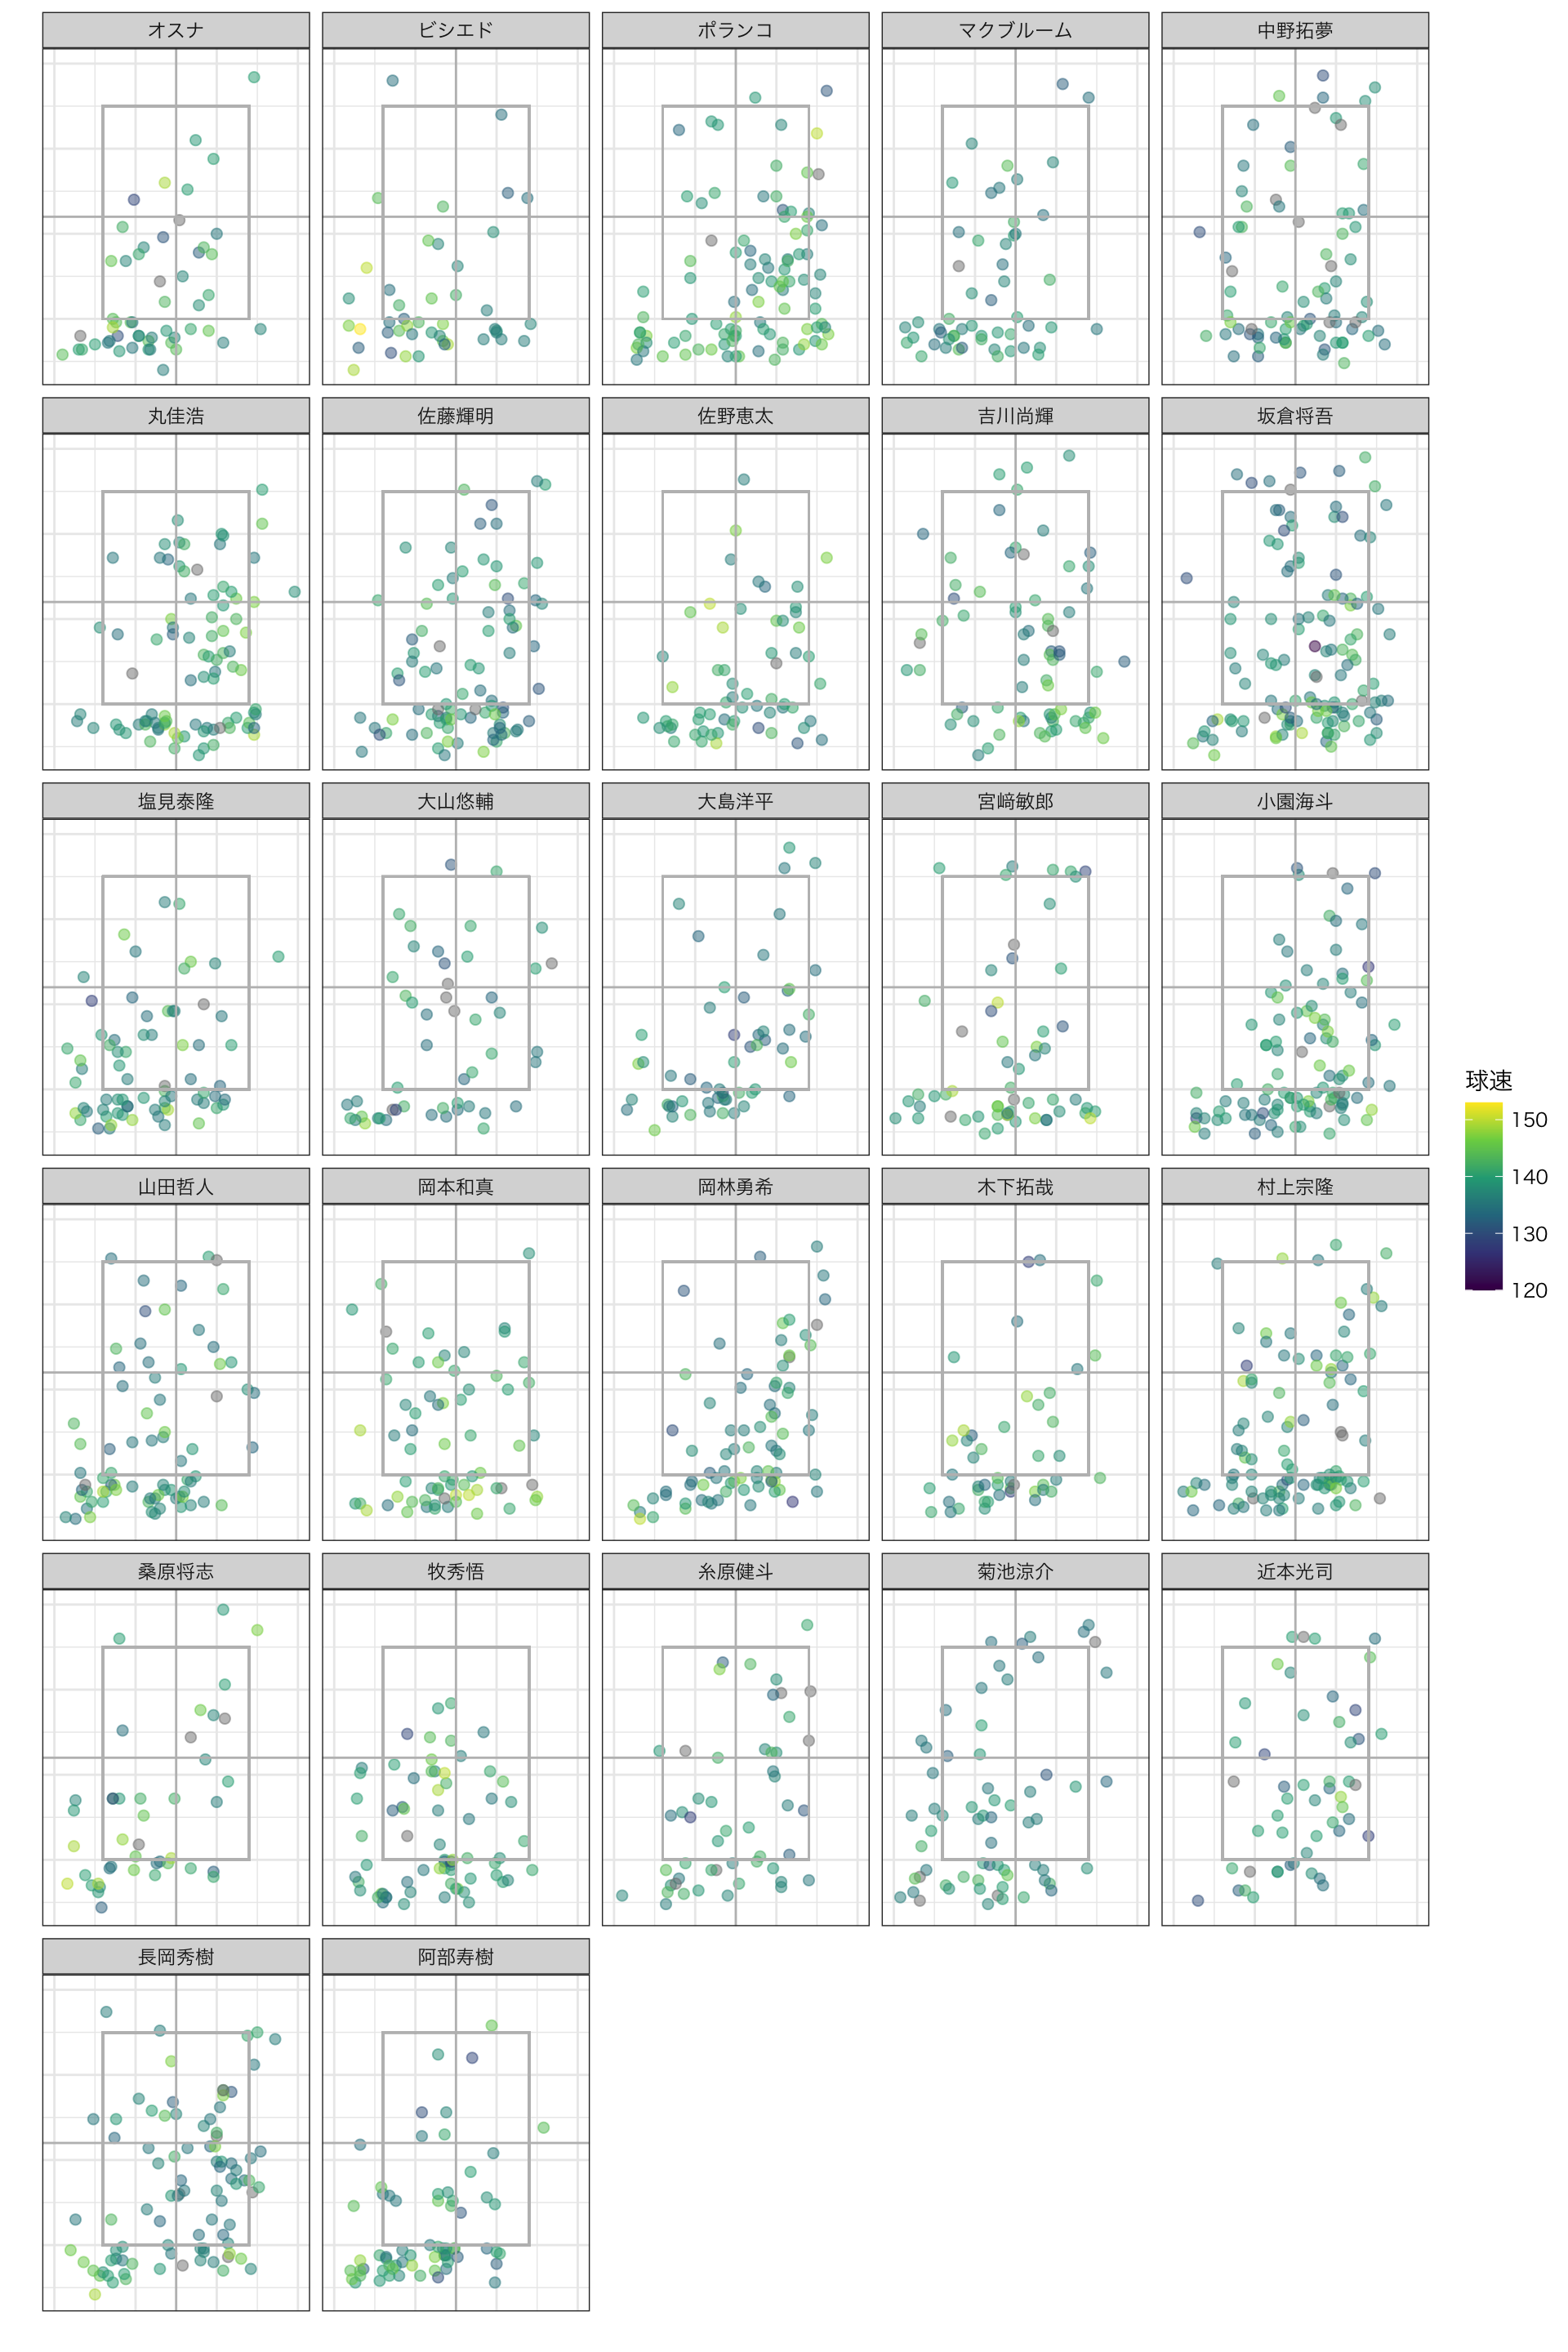 オスナ
ビシエド
ポランコ
マクブルーム
中野拓夢
丸佳浩
佐藤輝明
佐野恵太
吉川尚輝
坂倉将吾
塩見泰隆
大山悠輔
大島洋平
宮﨑敏郎
小園海斗
球速
150
140
130
120
山田哲人
岡本和真
岡林勇希
木下拓哉
村上宗隆
桑原将志
牧秀悟
糸原健斗
菊池涼介
近本光司
長岡秀樹
阿部寿樹